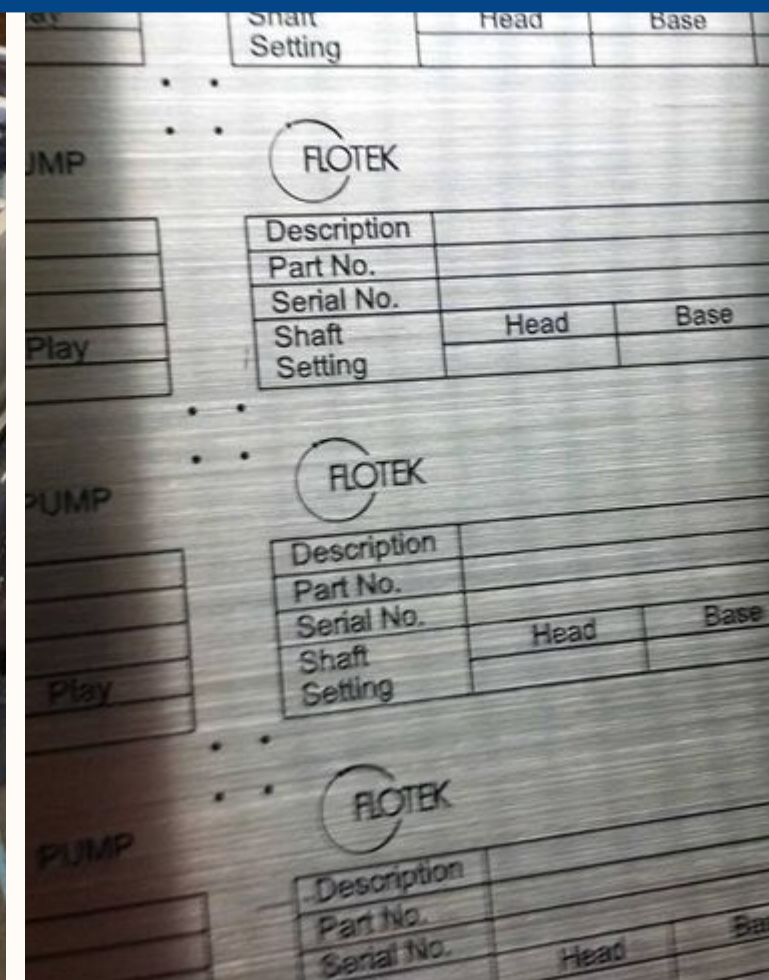 Shaft Head Base
Setting
UMP FLOTEK
Description
Part No.
Serial No.
Play Shaft Head Base
Setting
PUMP FLOTEK
Description
Part No.
Serial No.
Play Shaft Head Base
Setting
PUMP FLOTEK
Description
Part No.
Serial No. Head